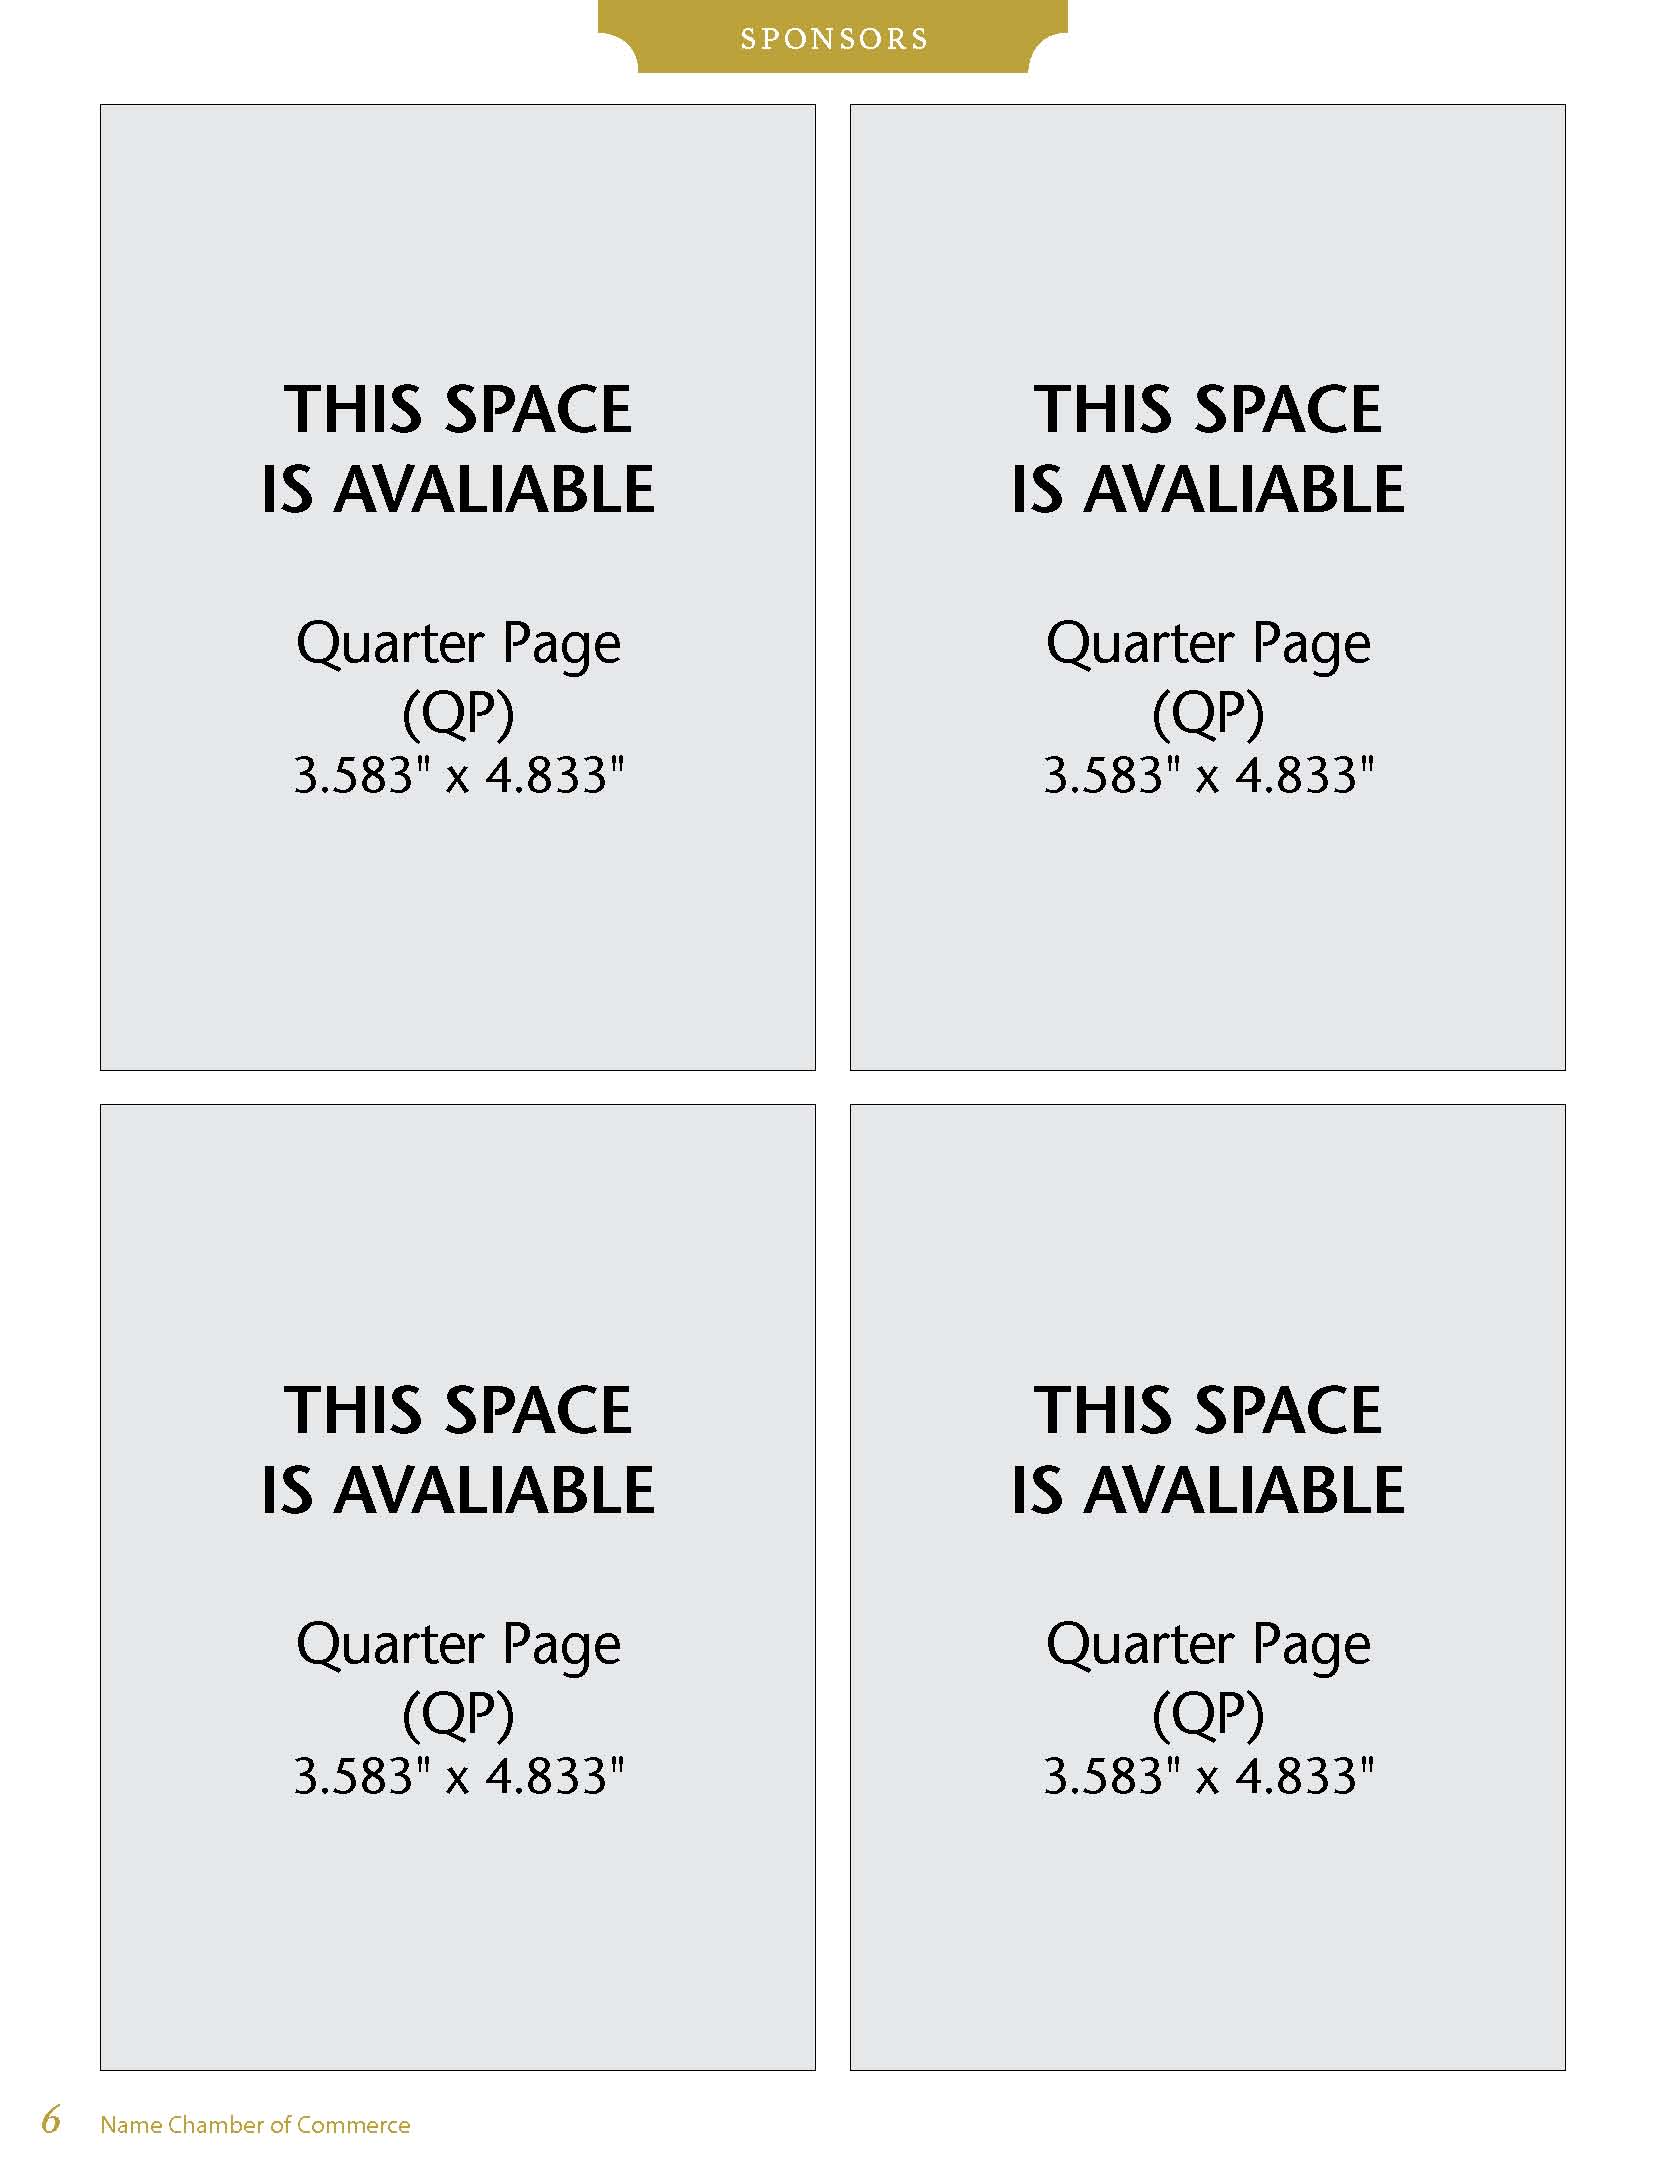 SPONSORS
THIS SPACE
IS AVALIABLE
Quarter Page
(QP)
3.583" x 4.833"
THIS SPACE
IS AVALIABLE
Quarter Page
(QP)
3.583" x 4.833"
THIS SPACE
IS AVALIABLE
Quarter Page
(QP)
3.583" x 4.833"
THIS SPACE
IS AVALIABLE
Quarter Page
(QP)
3.583" x 4.833"
6 Name Chamber of Commerce